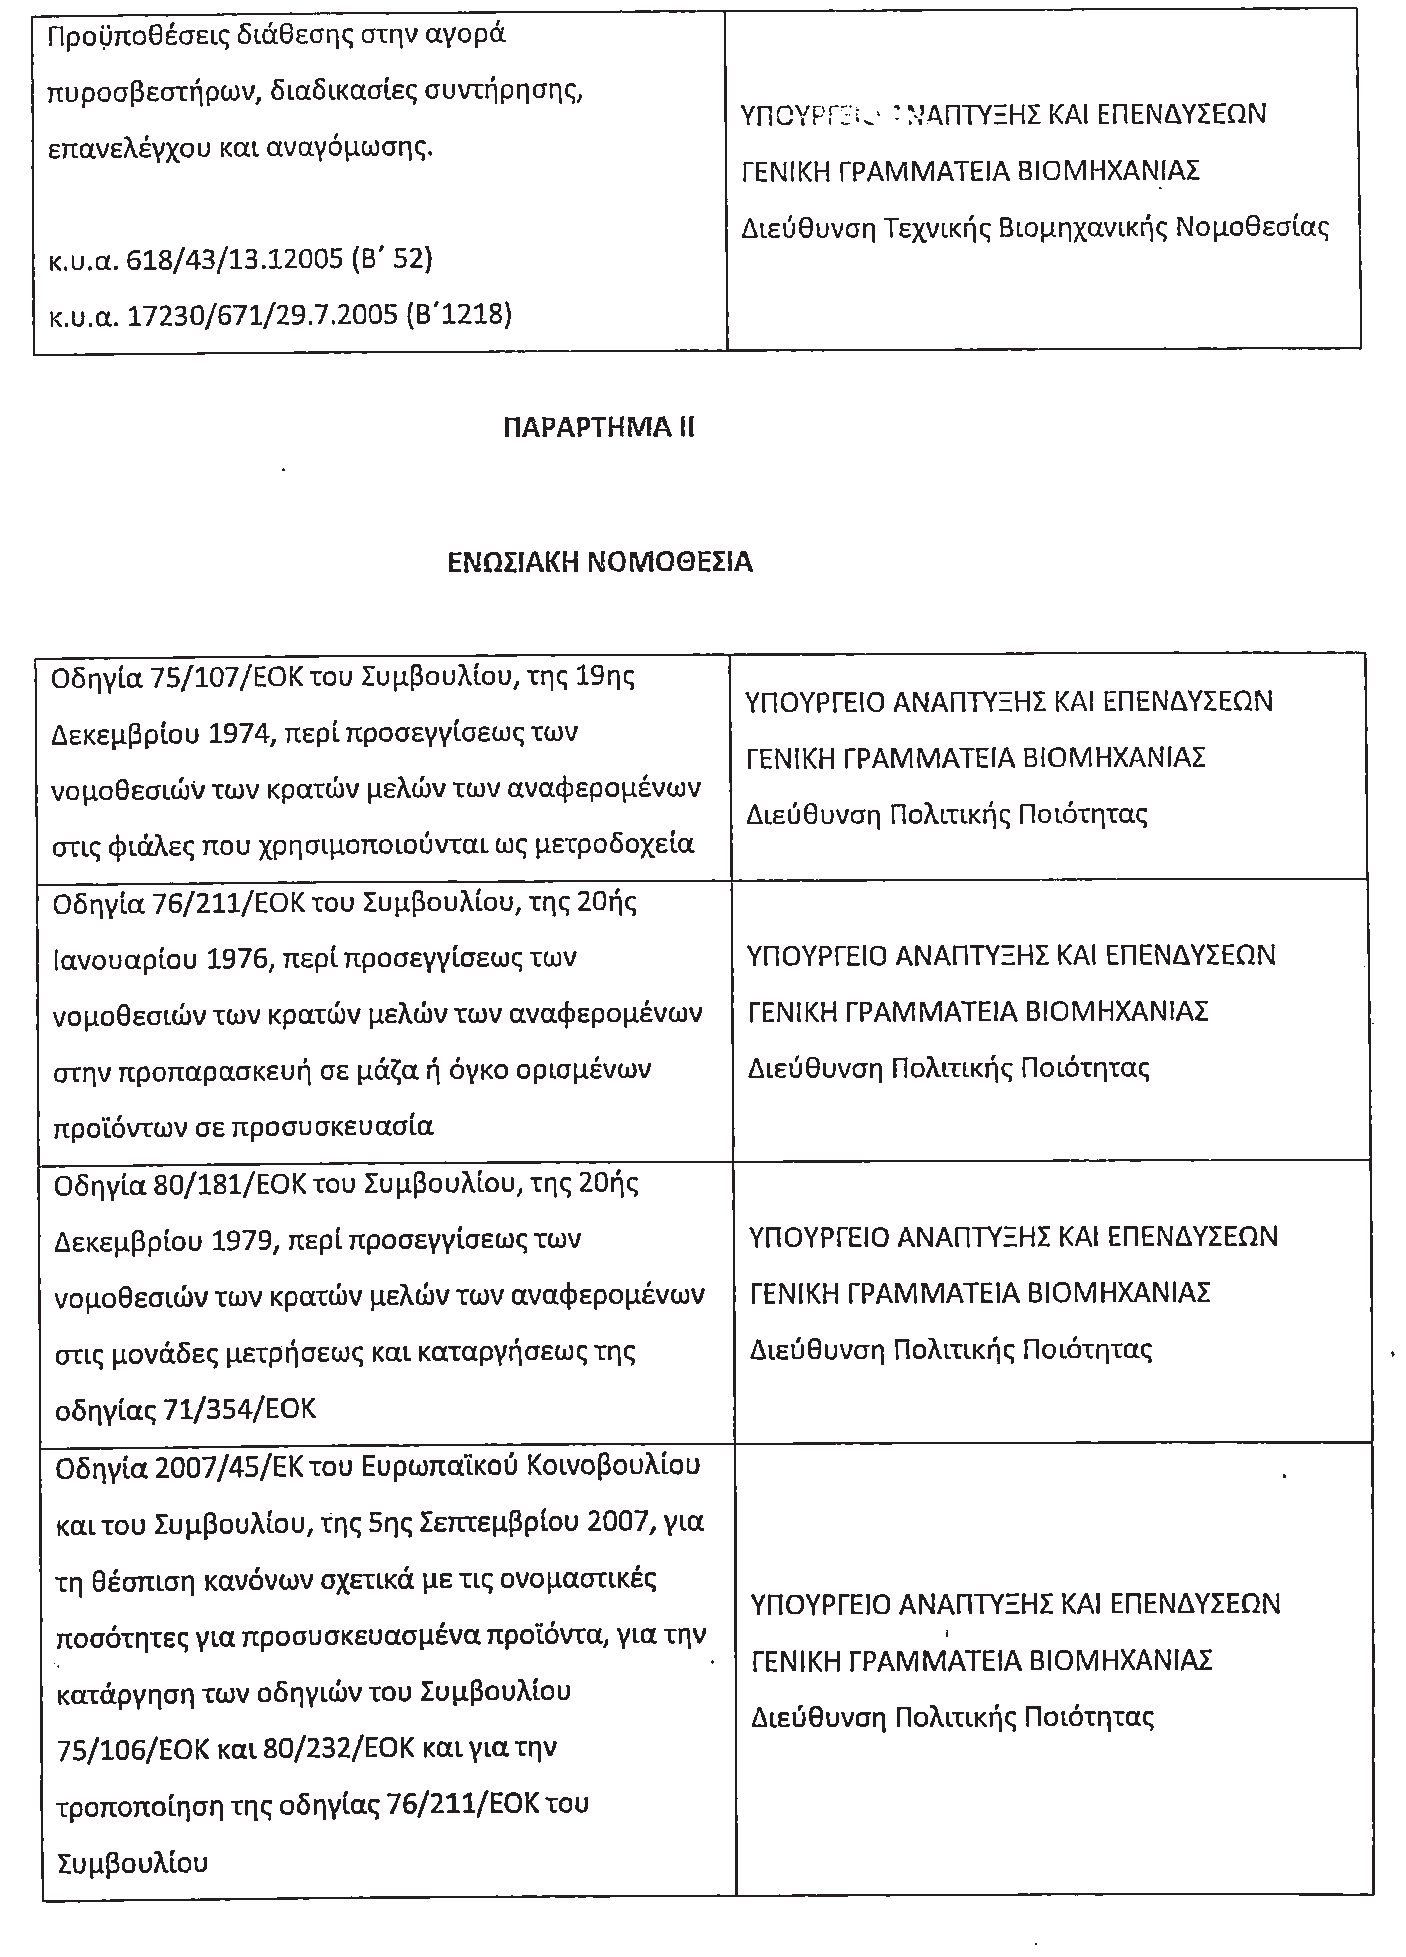 Προϋποθέσεις διάθεσης στην αγορά
πυροσβεστήρων, διαδικασίες συντήρησης,
επανελέγχου και αναγόμωσης.
κ.υ.α. 618/43/13.12005 (Β΄ 52)
κ.υ.α. 17230/671/29.7.2005 (Β΄1218)
ΚΑΙ ΕΠΕΝΔΥΣΕΩΝ
ΓΕΝΙΚΗ ΓΡΑΜΜΑΤΕΙΑ ΒΙΟΜΗΧΑΝΙΑΣ
Διεύθυνση Τεχνικής Βιομηχανικής Νομοθεσίας
ΠΑΡΑΡΤΗΜΑ ΙΙ
ΕΝΩΣΙΑΚΗ ΝΟΜΟΘΕΣΙΑ
Οδηγία 75/107/ΕΟΚ του Συμβουλίου, της 19ης
Δεκεμβρίου 1974, περί προσεγγίσεως των
νομοθεσιών των κρατών μελών των αναφερομένων
στις φιάλες που χρησιμοποιούνται ως μετροδοχεία
ΥΠΟΥΡΓΕΙΟ ΑΝΑΠΤΥΞΗΣ ΚΑΙ ΕΠΕΝΔΥΣΕΩΝ
ΓΕΝΙΚΗ ΓΡΑΜΜΑΤΕΙΑ ΒΙΟΜΗΧΑΝΙΑΣ
Διεύθυνση Πολιτικής Ποιότητας
Οδηγία 76/211/ΕΟΚ του Συμβουλίου, της 20ής
Ιανουαρίου 1976, περί προσεγγίσεως των
νομοθεσιών των κρατών μελών των αναφερομένων
στην προπαρασκευή σε μάζα ή όγκο ορισμένων
προϊόντων σε προσυσκευασία
ΥΠΟΥΡΓΕΙΟ ΑΝΑΠΤΥΞΗΣ ΚΑΙ ΕΠΕΝΔΥΣΕΩΝ
ΓΕΝΙΚΗ ΓΡΑΜΜΑΤΕΙΑ ΒΙΟΜΗΧΑΝΙΑΣ
Διεύθυνση Πολιτικής Ποιότητας
Οδηγία 80/181/ΕΟΚ του Συμβουλίου, της 20ής
Δεκεμβρίου 1979, περί προσεγγίσεως των
νομοθεσιών των κρατών μελών των αναφερομένων
στις μονάδες μετρήσεως και καταργήσεως της
οδηγίας 71/354/ΕΟΚ
ΥΠΟΥΡΓΕΙΟ ΑΝΑΠΤΥΞΗΣ ΚΑΙ ΕΠΕΝΔΥΣΕΩΝ
ΓΕΝΙΚΗ ΓΡΑΜΜΑΤΕΙΑ ΒΙΟΜΗΧΑΝΙΑΣ
Διεύθυνση Πολιτικής Ποιότητας
Οδηγία 2007/45/ΕΚ του Ευρωπαϊκού Κοινοβουλίου
και του Συμβουλίου, της 5ης Σεπτεμβρίου 2007, για
τη θέσπιση κανόνων σχετικά με τις ονομαστικές
ποσότητες για προσυσκευασμένα προϊόντα, για την
κατάργηση των οδηγιών του Συμβουλίου
75/106/ΕΟΚ και 80/232/ΕΟΚ και για την
τροποποίηση της οδηγίας 76/211/ΕΟΚ του
Συμβουλίου
ΥΠΟΥΡΓΕΙΟ ΑΝΑΠΤΥΞΗΣ ΚΑΙ ΕΠΕΝΔΥΣΕΩΝ
ΓΕΝΙΚΗ ΓΡΑΜΜΑΤΕΙΑ ΒΙΟΜΗΧΑΝΙΑΣ
Διεύθυνση Πολιτικής Ποιότητας